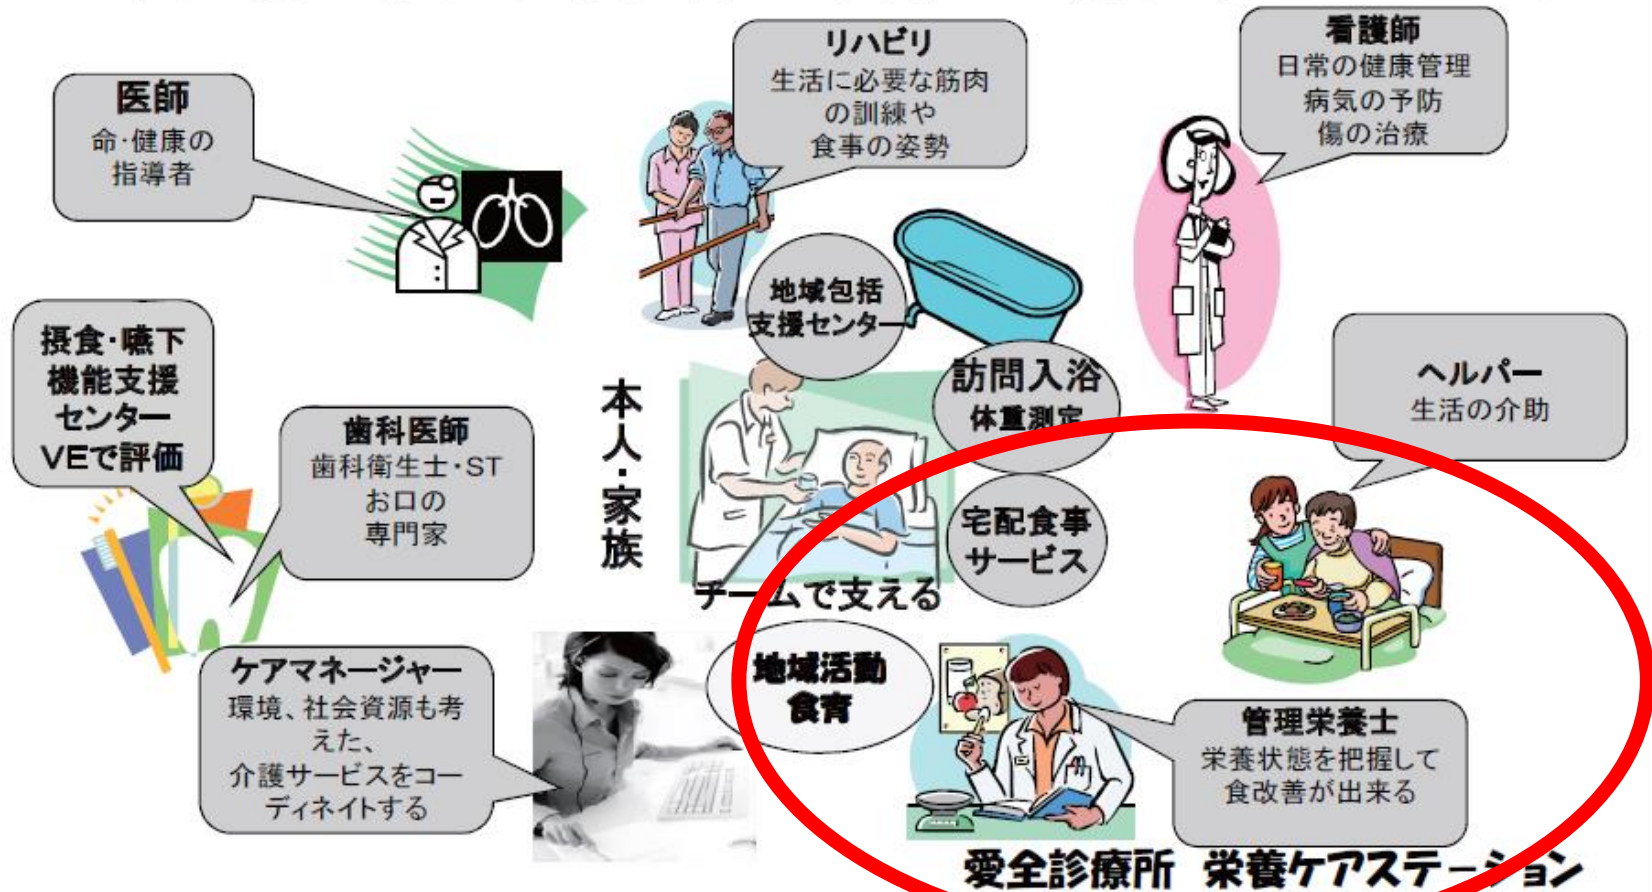 医師
命・健康の
指導者
リハビリ
生活に必要な筋肉
の訓練や
食事の姿勢
看護師
日常の健康管理
病気の予防
傷の治療
地域包括
支援センター
訪問入浴
体重測定
ヘルパー
生活の介助
摂食・嚥下
機能支援
センター
VEで評価
歯科医師
歯科衛生士・ST
お口の
専門家
本人・家族
宅配食事
サービス
チームで支える
地域活動
食育
ケアマネージャー
環境、社会資源も考
えた、
介護サービスをコー
ディネイトする
管理栄養士
栄養状態を把握して
食改善が出来る
愛全診療所 栄養ケアステーション